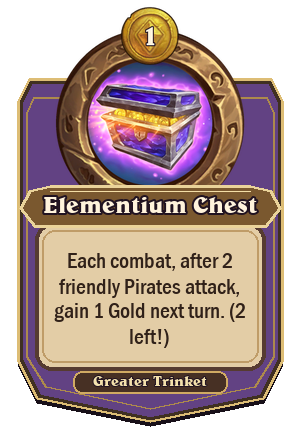 1
Elementium Chest
Each combat, after 2
friendly Pirates attack,
gain 1 Gold next turn. (2
left!)
Greater Trinket